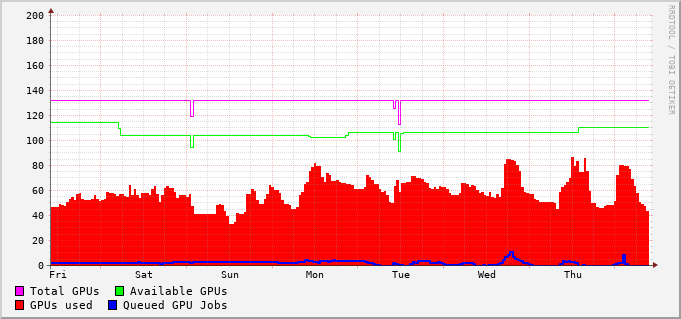 200
180
160
140
120
100
80
60
40
20
0
Fri Sat Sun Mon Tue Wed Thu
Total GPUs Available GPUs
GPUs used Queued GPU Jobs
RRDTOOL / TOBI OETIKER